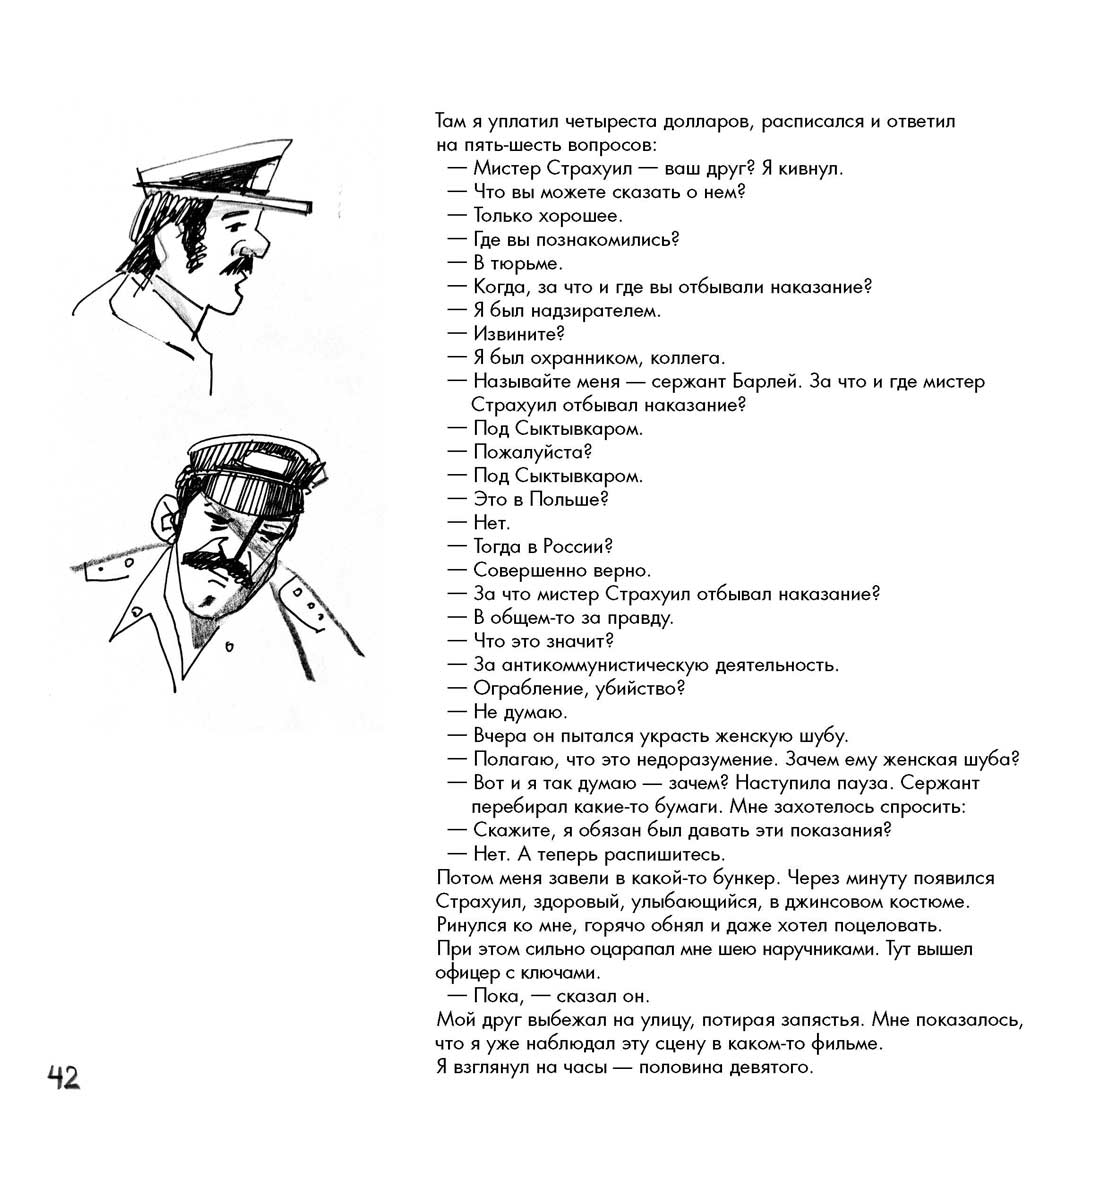 Там я уплатил четыреста долларов, расписался и ответил
на пять-шесть вопросов:
— Мистер Страхуил — ваш друг? Я кивнул.
— Что вы можете сказать о нем?
— Только хорошее.
— Где вы познакомились?
— В тюрьме.
— Когда, за что и где вы отбывали наказание?
— Я был надзирателем.
— Извините?
— Я был охранником, коллега.
— Называйте меня — сержант Барлей. За что и где мистер
Страхуил отбывал наказание?
— Под Сыктывкаром.
— Пожалуйста?
— Под Сыктывкаром.
— Это в Польше?
— Нет.
— Тогда в России?
— Совершенно верно.
— За что мистер Страхуил отбывал наказание?
— В общем-то за правду.
— Что это значит?
— За антикоммунистическую деятельность.
— Ограбление, убийство?
— Не думаю.
— Вчера он пытался украсть женскую шубу.
— Полагаю, что это недоразумение. Зачем ему женская шуба?
— Вот и я так думаю — зачем? Наступила пауза. Сержант
перебирал какие-то бумаги. Мне захотелось спросить:
— Скажите, я обязан был давать эти показания?
— Нет. А теперь распишитесь.
Потом меня завели в какой-то бункер. Через минуту появился
Страхуил, здоровый, улыбающийся, в джинсовом костюме.
Ринулся ко мне, горячо обнял и даже хотел поцеловать.
При этом сильно оцарапал мне шею наручниками. Тут вышел
офицер с ключами.
— Пока, — сказал он.
Мой друг выбежал на улицу, потирая запястья. Мне показалось,
что я уже наблюдал эту сцену в каком-то фильме.
Я взглянул на часы — половина девятого.
42